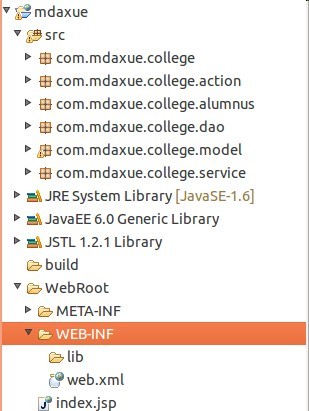 mdaxue
src
com.mdaxue.college
com.mdaxue.college.action
com.mdaxue.college.alumnus
com.mdaxue.college.dao
com.mdaxue.college.model
com.mdaxue.college.service
JRE System Library [JavaSE-1.6]
JavaEE 6.0 Generic Library
JSTL 1.2.1 Library
build
WebRoot
META-INF
WEB-INF
lib
web.xml
index.jsp